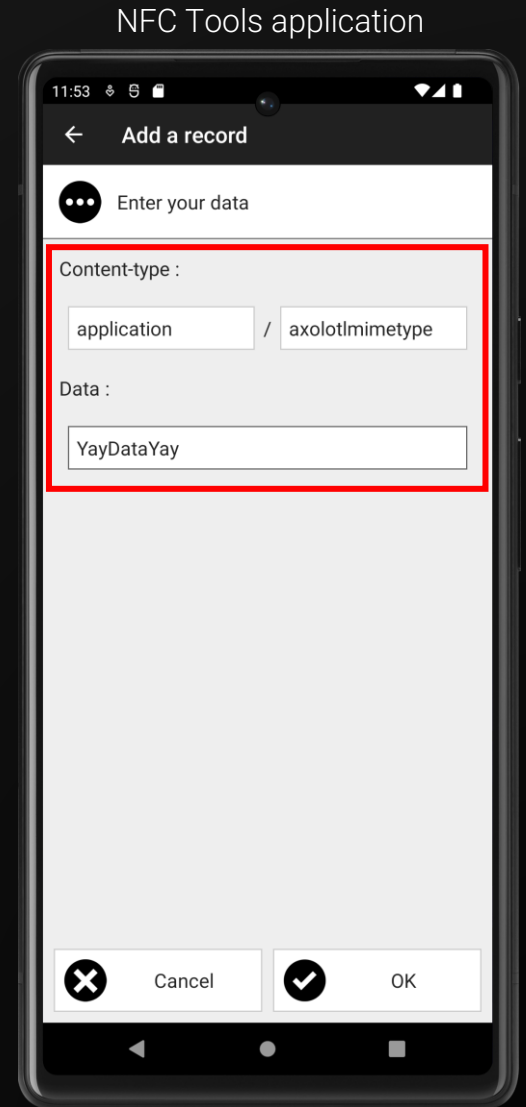 NFC Tools application
11:53
Add a record
Enter your data
Content-type :
application / axolotlmimetype
Data :
YayDataYay
Cancel OK